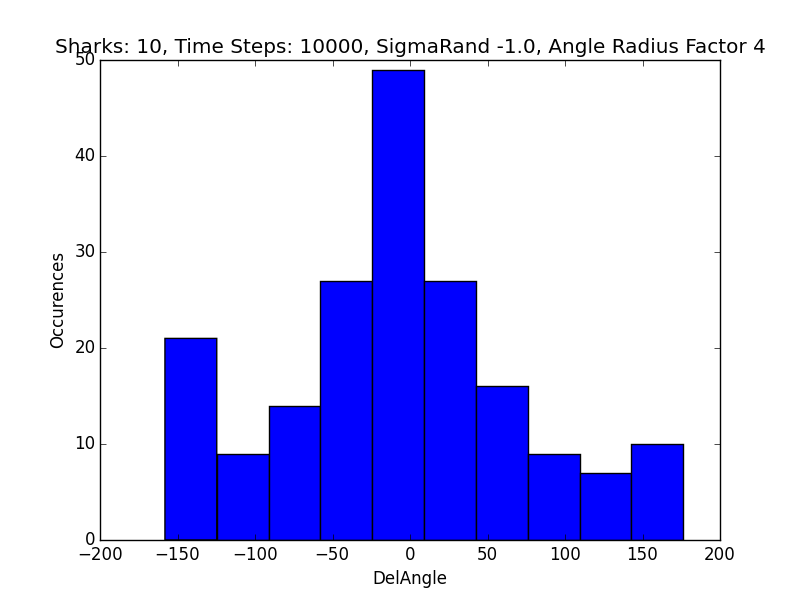 Sharks: 10, Time Steps: 10000, SigmaRand -1.0, Angle Radius Factor 4
50
40
30
20
10
0
Occurences
−200 −150 −100 −50 0 50 100 150 200
DelAngle